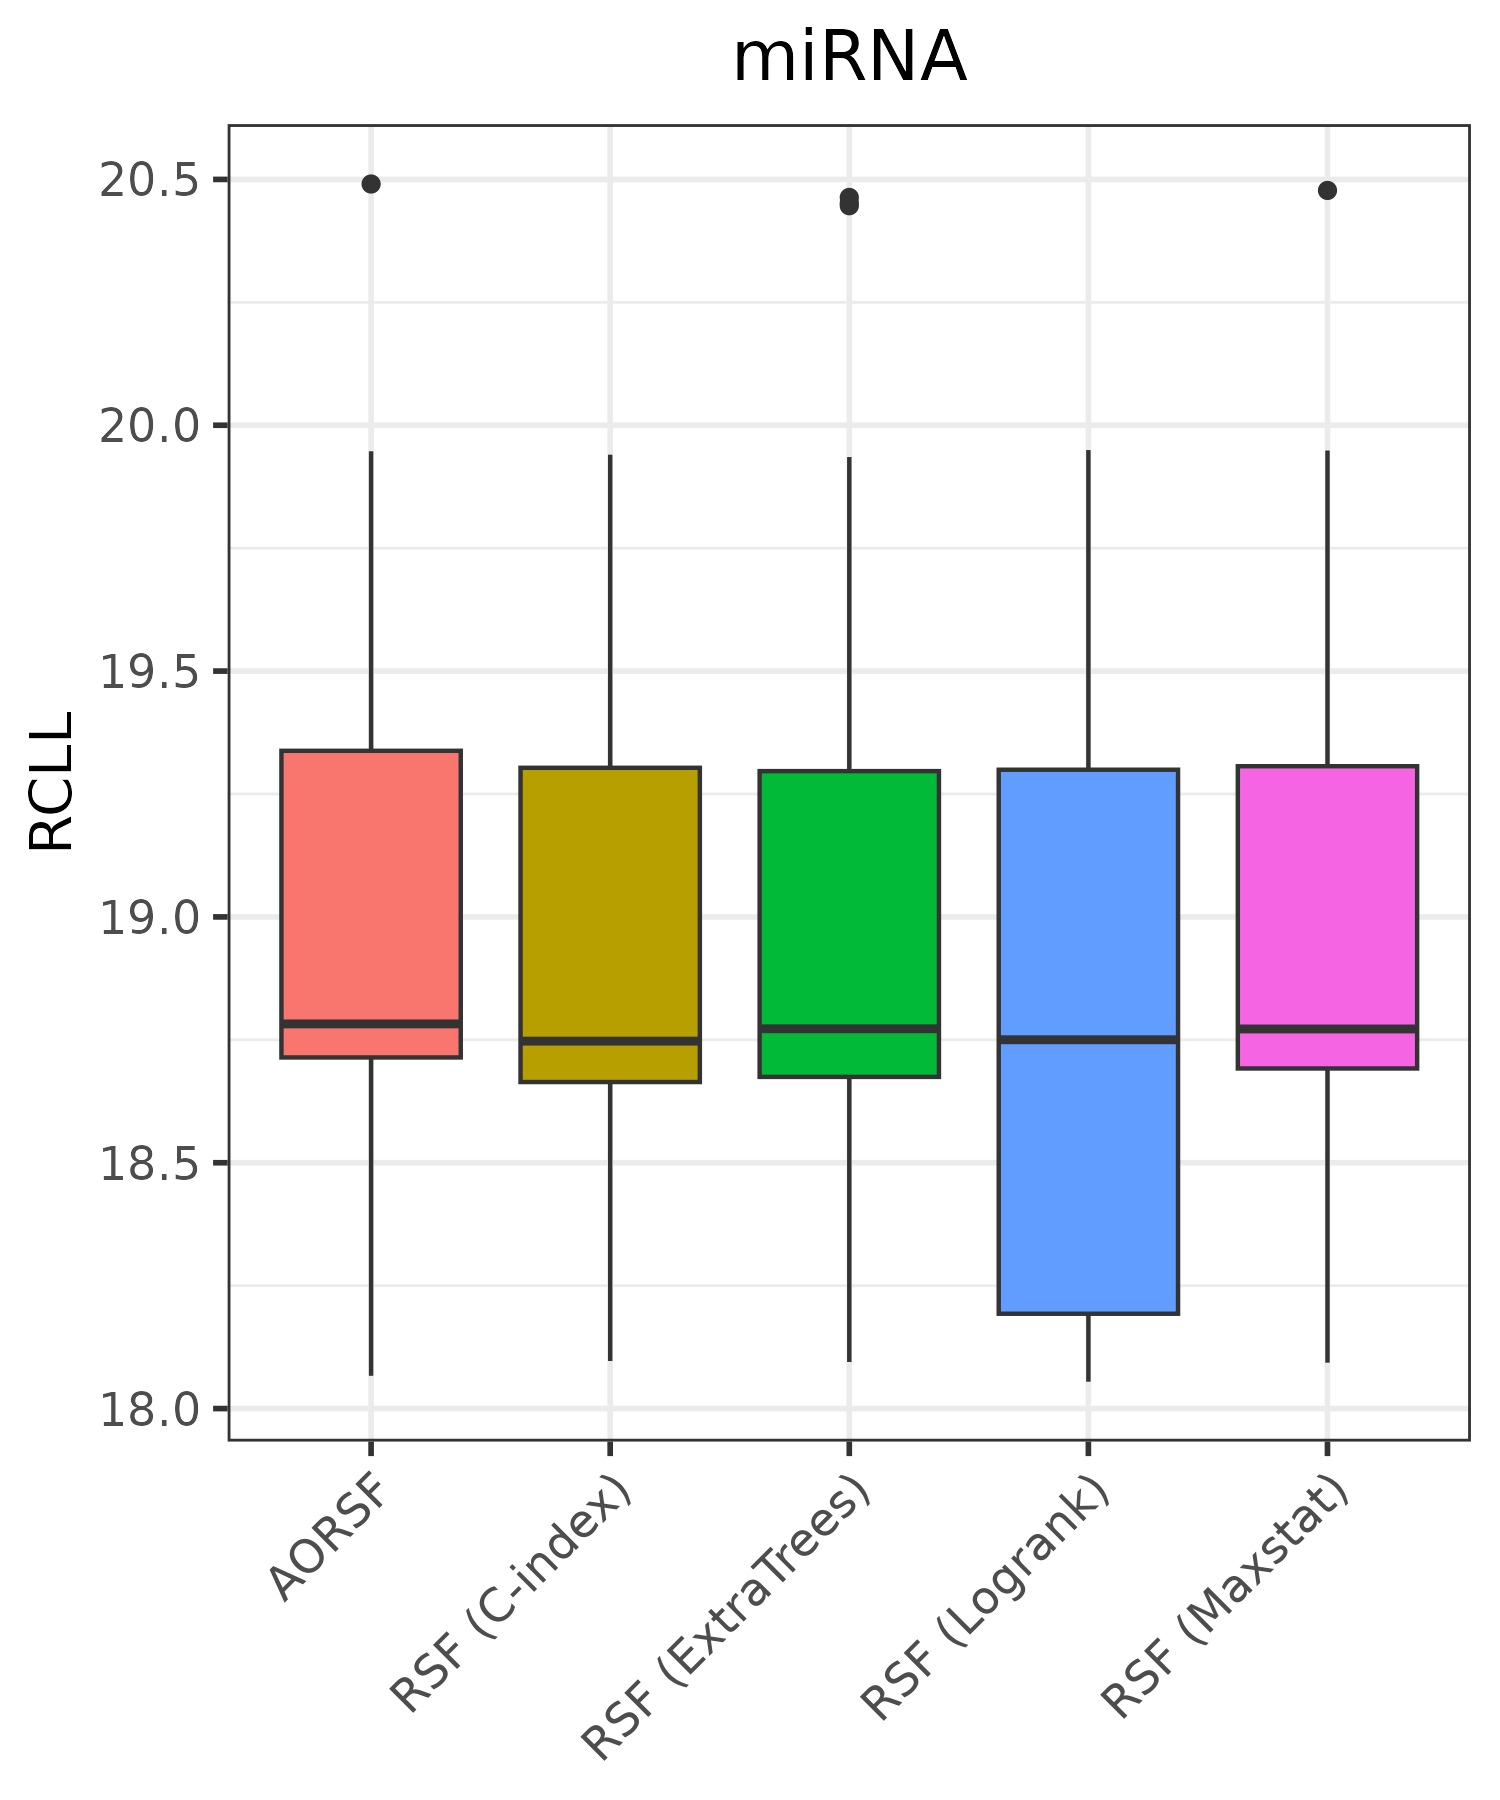 miRNA
20.5
20.0
19.5
19.0
18.5
18.0
RCLL
AORSF
RSF (C-index)
RSF (ExtraTrees)
RSF (Logrank)
RSF (Maxstat)